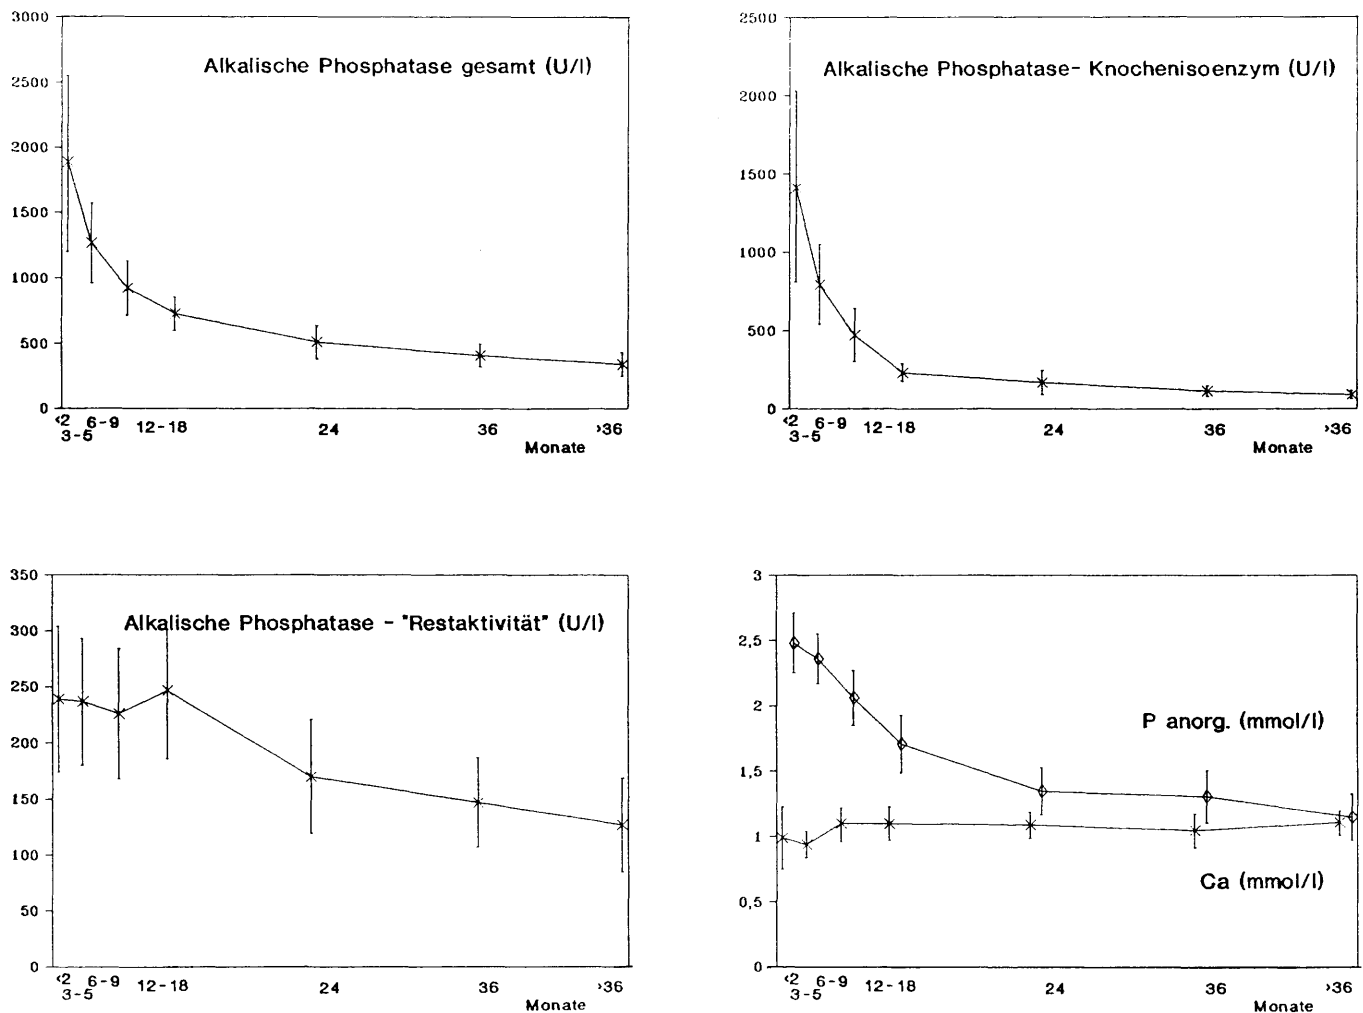 Alkalische Phosphatase gesamt (U/l)
3000
2500
2000
1500
1000
500
0
‹2 6-9 12-18 24 36 ›36
3-5
Monate
Alkalische Phosphatase- Knochenisoenzym (U/l)
2500
2000
1500
1000
500
0
‹2 6-9 12-18 24 36 ›36
3-5
Monate
Alkalische Phosphatase - "Restaktivität" (U/l)
350
300
250
200
150
100
50
0
‹2 6-9 12-18 24 36 ›36
3-5
Monate
3
2,5
2
1,5
1
0,5
0
P anorg. (mmol/l)
Ca (mmol/l)
‹2 6-9 12-18 24 36 ›36
3-5
Monate